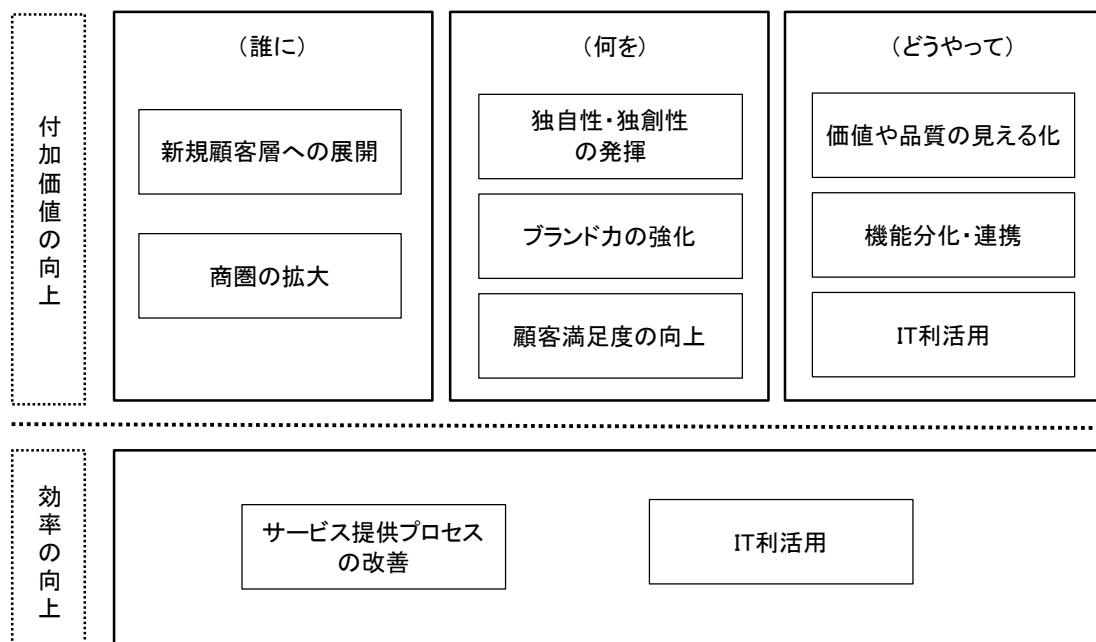 付加価値の向上
（誰に）
新規顧客層への展開
商圏の拡大
（何を）
独自性・独創性
の発揮
ブランド力の強化
顧客満足度の向上
（どうやって）
価値や品質の見える化
機能分化・連携
IT利活用
効率の向上
サービス提供プロセス
の改善
IT利活用